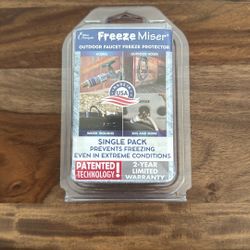 Freeze Miser®
OUTDOOR FAUCET FREEZE PROTECTOR
USA
SINGLE PACK
PREVENTS FREEZING
EVEN IN EXTREME CONDITIONS
PATENTED
TECHNOLOGY!
2-YEAR
LIMITED
WARRANTY